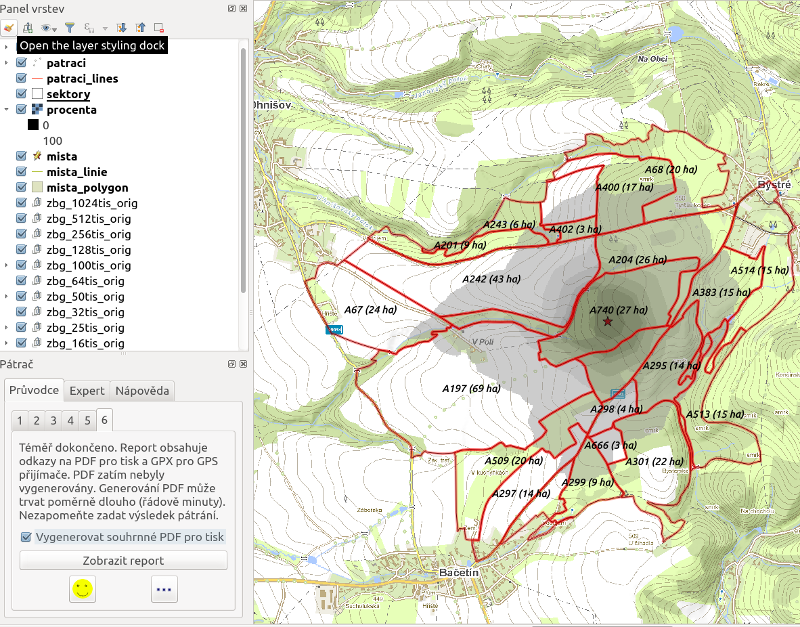 Panel vrstev
Open the layer styling dock
patraci
patraci_lines
sektory
procenta
0
100
mista
mista_linie
mista_polygon
zbg_1024tis_orig
zbg_512tis_orig
zbg_256tis_orig
zbg_128tis_orig
zbg_100tis_orig
zbg_64tis_orig
zbg_50tis_orig
zbg_32tis_orig
zbg_25tis_orig
zbg_16tis_orig
Pátrač
Průvodce
Expert
Nápověda
1 2 3 4 5 6
Téměř dokončeno. Report obsahuje
odkazy na PDF pro tisk a GPX pro GPS
přijímače. PDF zatím nebyly
vygenerovány. Generování PDF může
trvat poměrně dlouho (řádově minuty).
Nezapomeňte zadat výsledek pátrání.
Vygenerovat souhrnné PDF pro tisk
Zobrazit report
...
Na Obci
Ohnišov
A68 (20 ha)
Bystré
A400 (17 ha)
A243 (6 ha)
A402 (3 ha)
A201 (9 ha)
A204 (26 ha)
A514 (15 ha)
A242 (43 ha)
A383 (15 ha)
A67 (24 ha)
A740 (27 ha)
V Poli
A295 (14 ha)
A197 (69 ha)
A298 (4 ha)
A513 (15 ha)
A666 (3 ha)
A509 (20 ha)
A301 (22 ha)
A299 (9 ha)
A297 (14 ha)
Záborska
Bačetín
Sucholuká
Hřiště